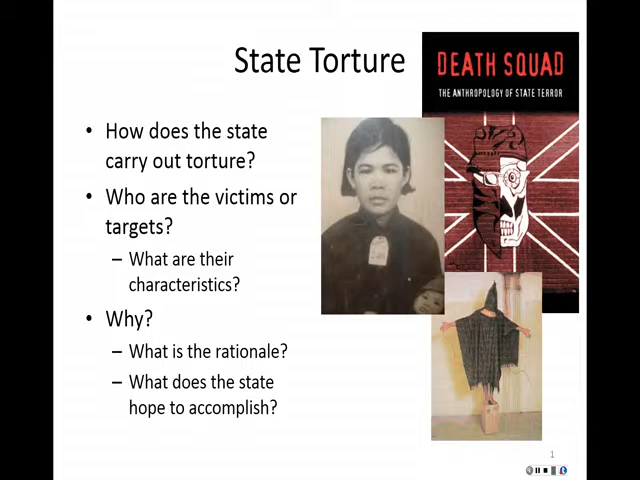 State Torture
DEATH SQUAD
THE ANTHROPOLOGY OF STATE TERROR
• How does the state
carry out torture?
• Who are the victims or
targets?
– What are their
characteristics?
• Why?
– What is the rationale?
– What does the state
hope to accomplish?
1